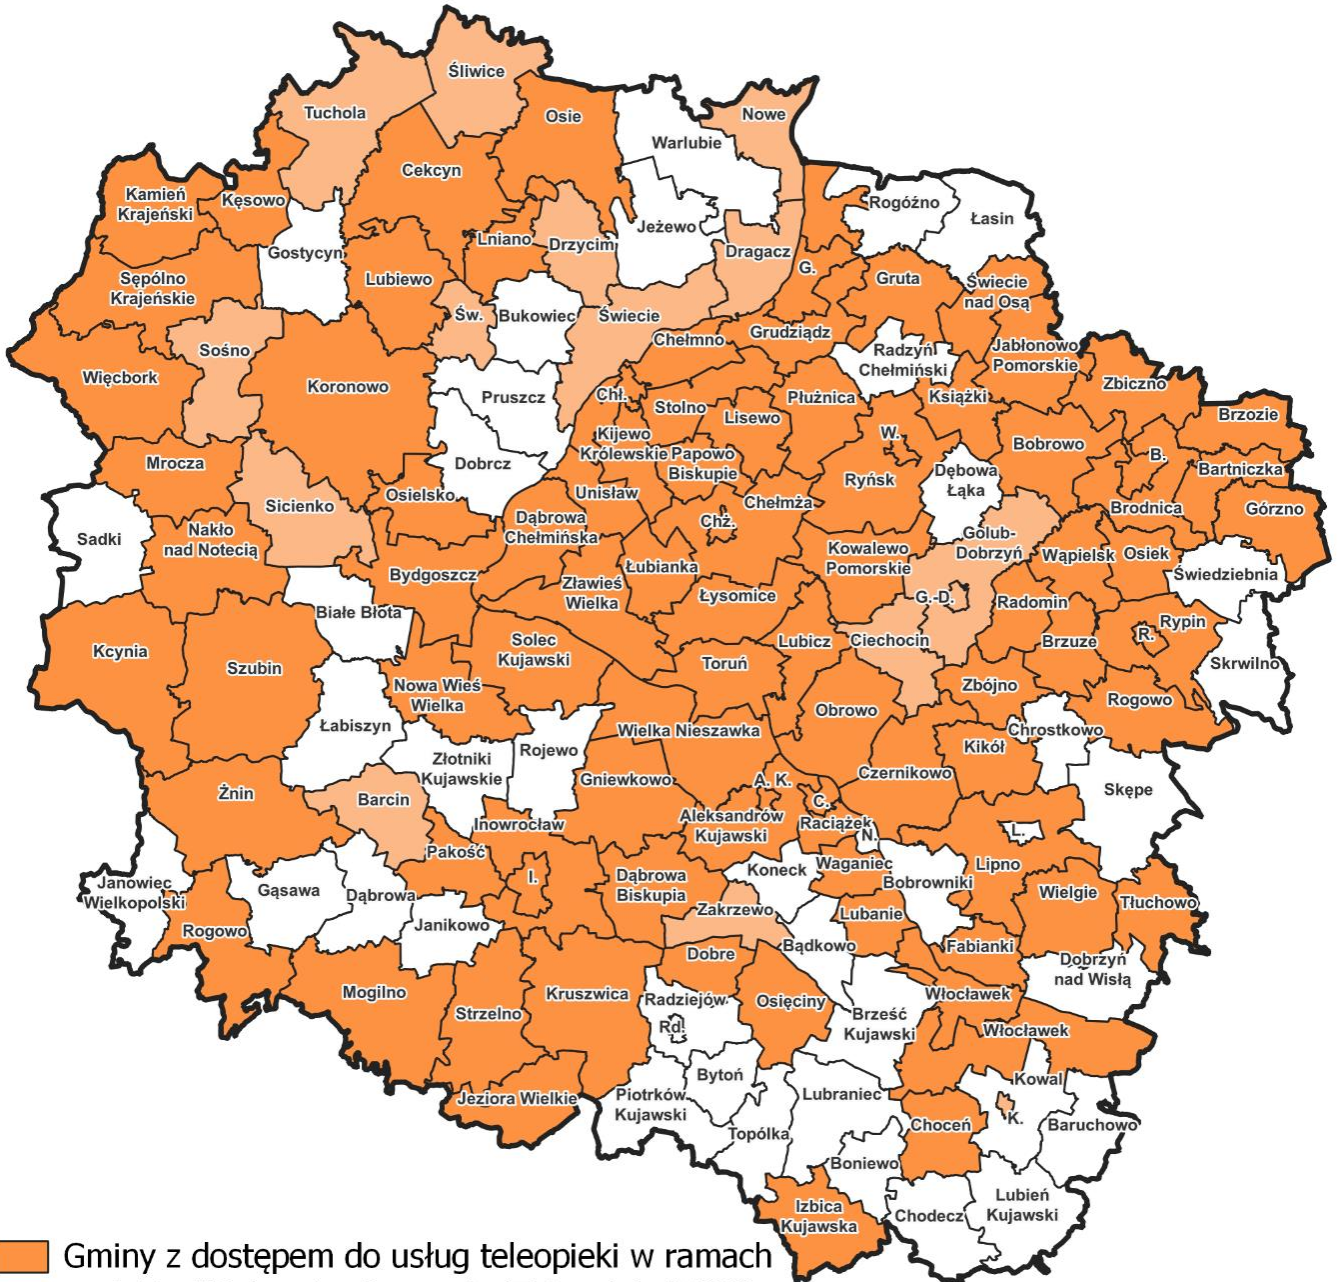 Śliwice
Tuchola
Nowe
Osie
Warlubie
Cekcyn
Kamień
Krajeński
Kęsowo
Rogóźno
Łasin
Jeżewo
Lniano
Drzycim
Gostycyn
Dragacz
G.
Lubiewo
Sępólno
Krajeńskie
Gruta
Świecie
nad Osą
Św.
Bukowiec
Świecie
Grudziądz
Chełmno
Sośno
Radzyń
Chełmiński
Jabłonowo
Pomorskie
Więcbork
Koronowo
Zbiczno
Pruszcz
Chł.
Płużnica
Książki
Stolno
Lisewo
Brzozie
Kijewo
Królewskie
W.
Bobrowo
Mrocza
Dobrcz
Papowo
Biskupie
B.
Bartniczka
Dębowa
Łąka
Ryńsk
Osielsko
Unisław
Sicienko
Chełmża
Brodnica
Górzno
Chż.
Dąbrowa
Chełmińska
Sadki
Nakło
nad Notecią
Golub-
Dobrzyń
Kowalewo
Pomorskie
Wąpielsk
Osiek
Łubianka
Bydgoszcz
Świedziebnia
Zławieś
Wielka
Łysomice
G.-D.
Radomin
Białe Błota
Rypin
R.
Lubicz
Ciechocin
Brzuze
Solec
Kujawski
Kcynia
Toruń
Skrwilno
Szubin
Nowa Wieś
Wielka
Zbójno
Rogowo
Obrowo
Łabiszyn
Wielka Nieszawka
Chrostkowo
Kikół
Rojewo
Złotniki
Kujawskie
Gniewkowo
A. K.
Czernikowo
Skępe
Żnin
Barcin
C.
Aleksandrów
Kujawski
Raciążek
Inowrocław
N.
L.
Pakość
Koneck
Waganiec
Lipno
I.
Dąbrowa
Biskupia
Bobrowniki
Janowiec
Wielkopolski
Gąsawa
Dąbrowa
Wielgie
Tłuchowo
Zakrzewo
Lubanie
Rogowo
Janikowo
Bądkowo
Fabianki
Dobre
Dobrzyń
nad Wisłą
Mogilno
Kruszwica
Radziejów
Osięciny
Włocławek
Strzelno
Brześć
Kujawski
Rd.
Włocławek
Bytoń
Kowal
Jeziora Wielkie
Piotrków
Kujawski
Lubraniec
K.
Choceń
Baruchowo
Topólka
Boniewo
Izbica
Kujawska
Chodecz
Lubień
Kujawski
Gminy z dostępem do usług teleopieki w ramach